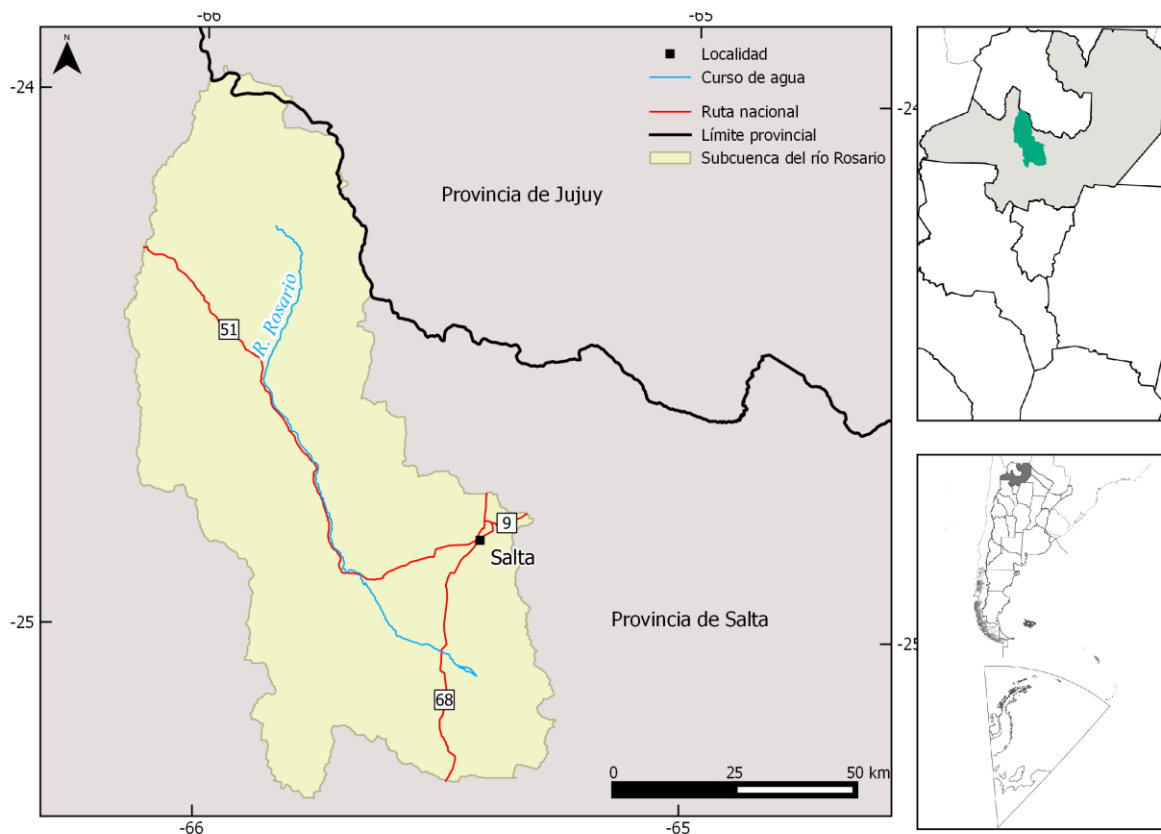 -66
-65
N
-24
-24
Localidad
Curso de agua
Ruta nacional
Límite provincial
Subcuenca del río Rosario
Provincia de Jujuy
R. Rosario
51
9
Salta
Provincia de Salta
-25
-25
68
0
25
50 km
-66
-65